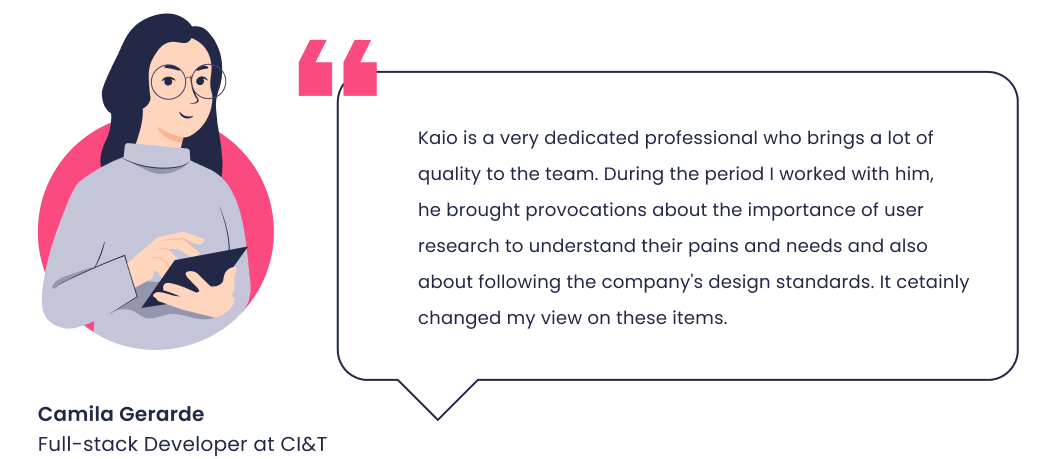 Kaio is a very dedicated professional who brings a lot of
quality to the team. During the period I worked with him,
he brought provocations about the importance of user
research to understand their pains and needs and also
about following the company's design standards. It cetainly
changed my view on these items.
Camila Gerarde
Full-stack Developer at CI&T